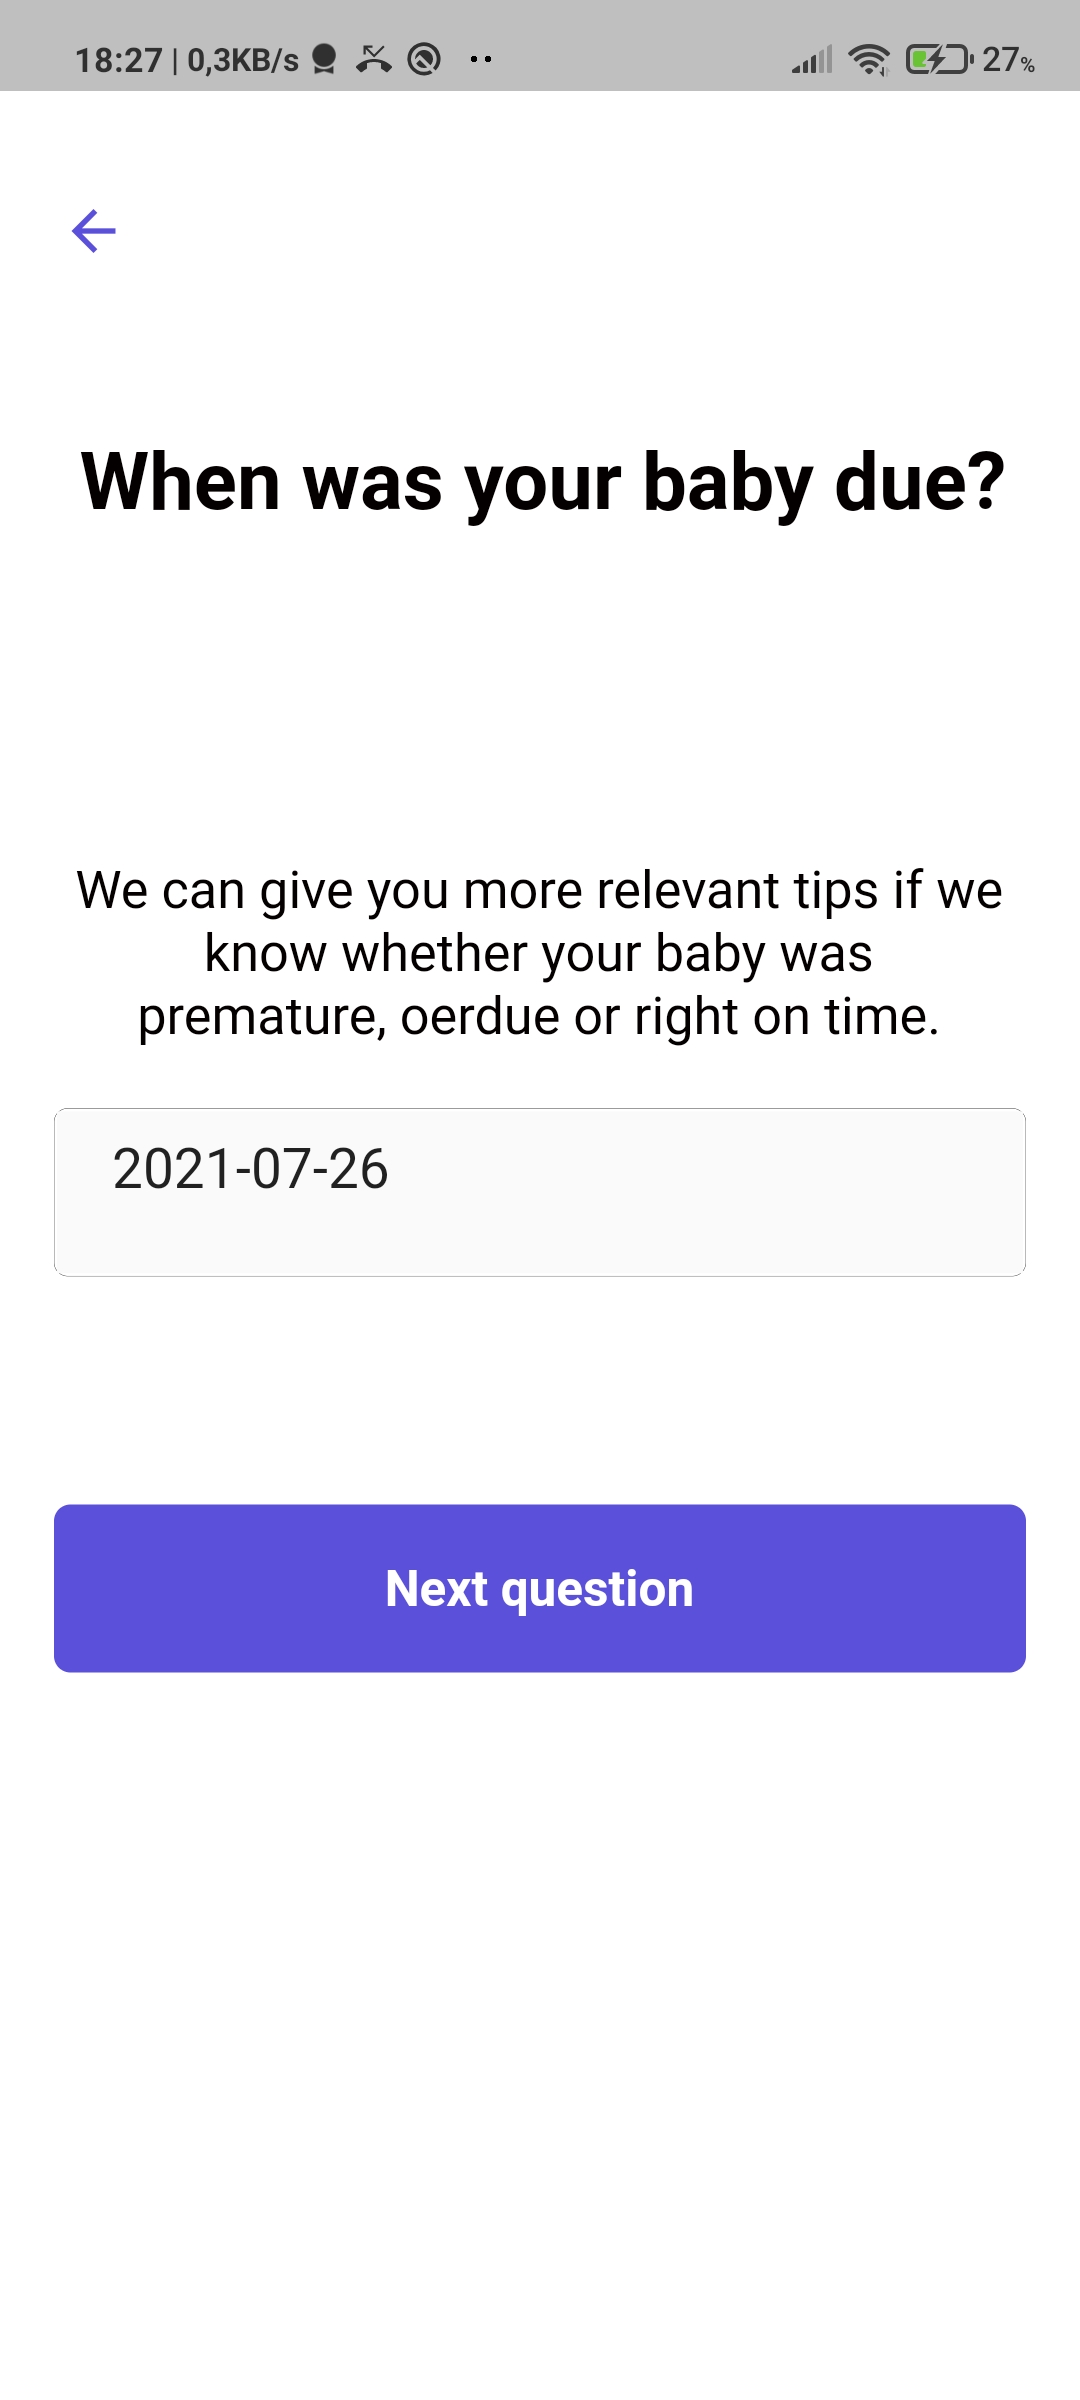 18:27 | 0,3KB/s 27%
When was your baby due?
We can give you more relevant tips if we
know whether your baby was
premature, oerdue or right on time.
2021-07-26
Next question